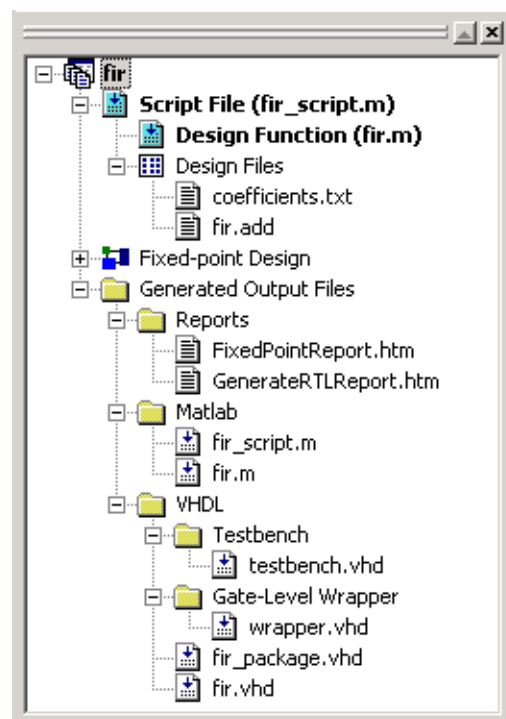 fir
Script File (fir_script.m)
Design Function (fir.m)
Design Files
coefficients.txt
fir.add
Fixed-point Design
Generated Output Files
Reports
FixedPointReport.htm
GenerateRTLReport.htm
Matlab
fir_script.m
fir.m
VHDL
Testbench
testbench.vhd
Gate-Level Wrapper
wrapper.vhd
fir_package.vhd
fir.vhd